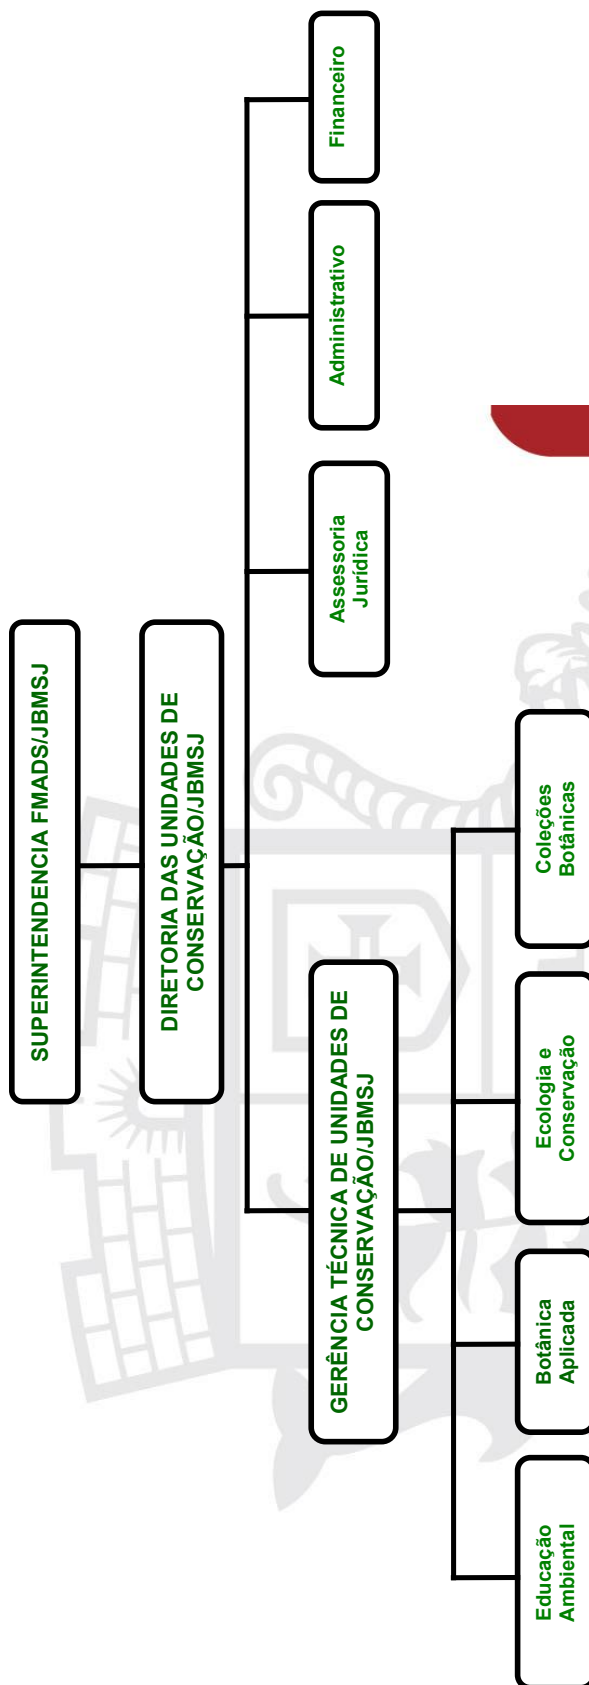 SUPERINTENDENCIA FMADS/JBMSJ
DIRETORIA DAS UNIDADES DE
CONSERVAÇÃO/JBMSJ
GERÊNCIA TÉCNICA DE UNIDADES DE
CONSERVAÇÃO/JBMSJ
Assessoria
Jurídica
Administrativo
Financeiro
Educação
Ambiental
Botânica
Aplicada
Ecologia e
Conservação
Coleções
Botânicas